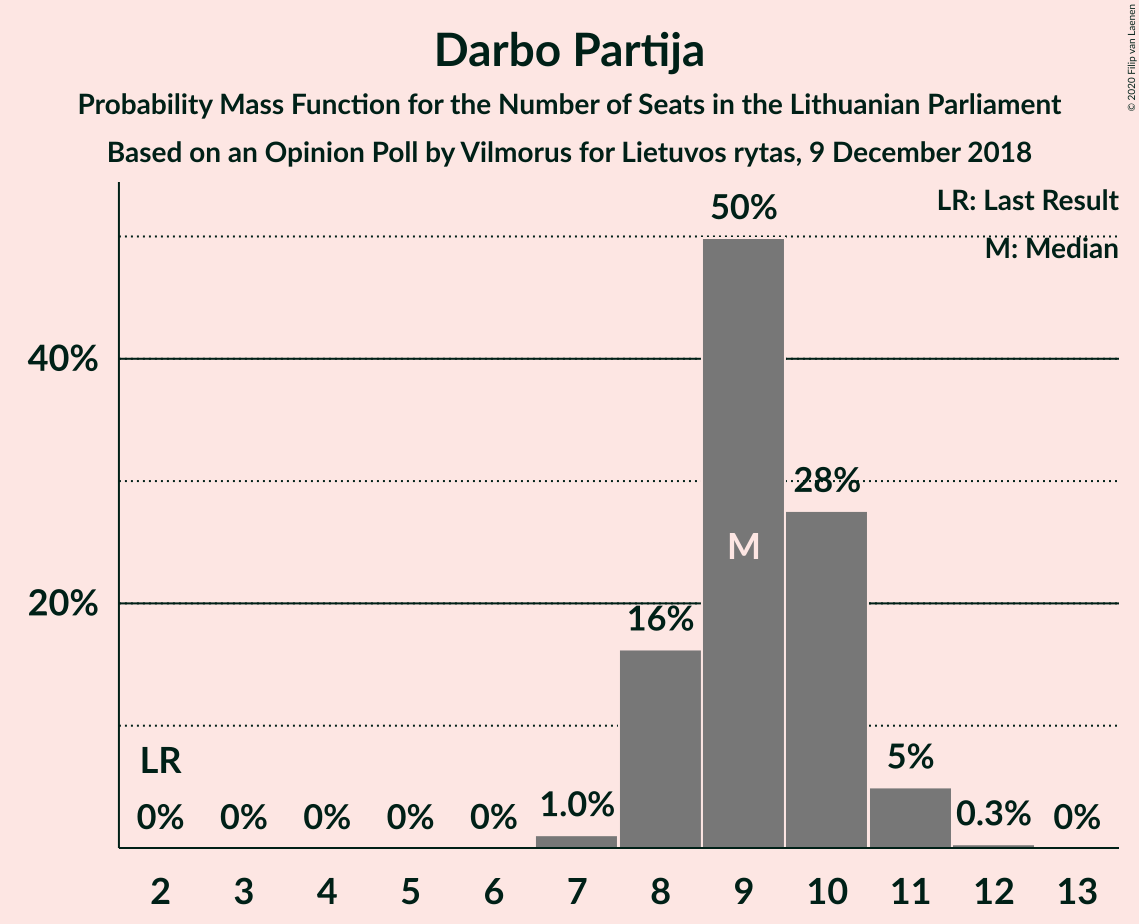 Darbo Partija
Probability Mass Function for the Number of Seats in the Lithuanian Parliament
Based on an Opinion Poll by Vilmorus for Lietuvos rytas, 9 December 2018
© 2020 Filip van Laenen
LR: Last Result
M: Median
50%
40%
28%
M
20%
16%
LR
5%
0% 0% 0% 0% 0% 1.0% 0.3% 0%
2 3 4 5 6 7 8 9 10 11 12 13